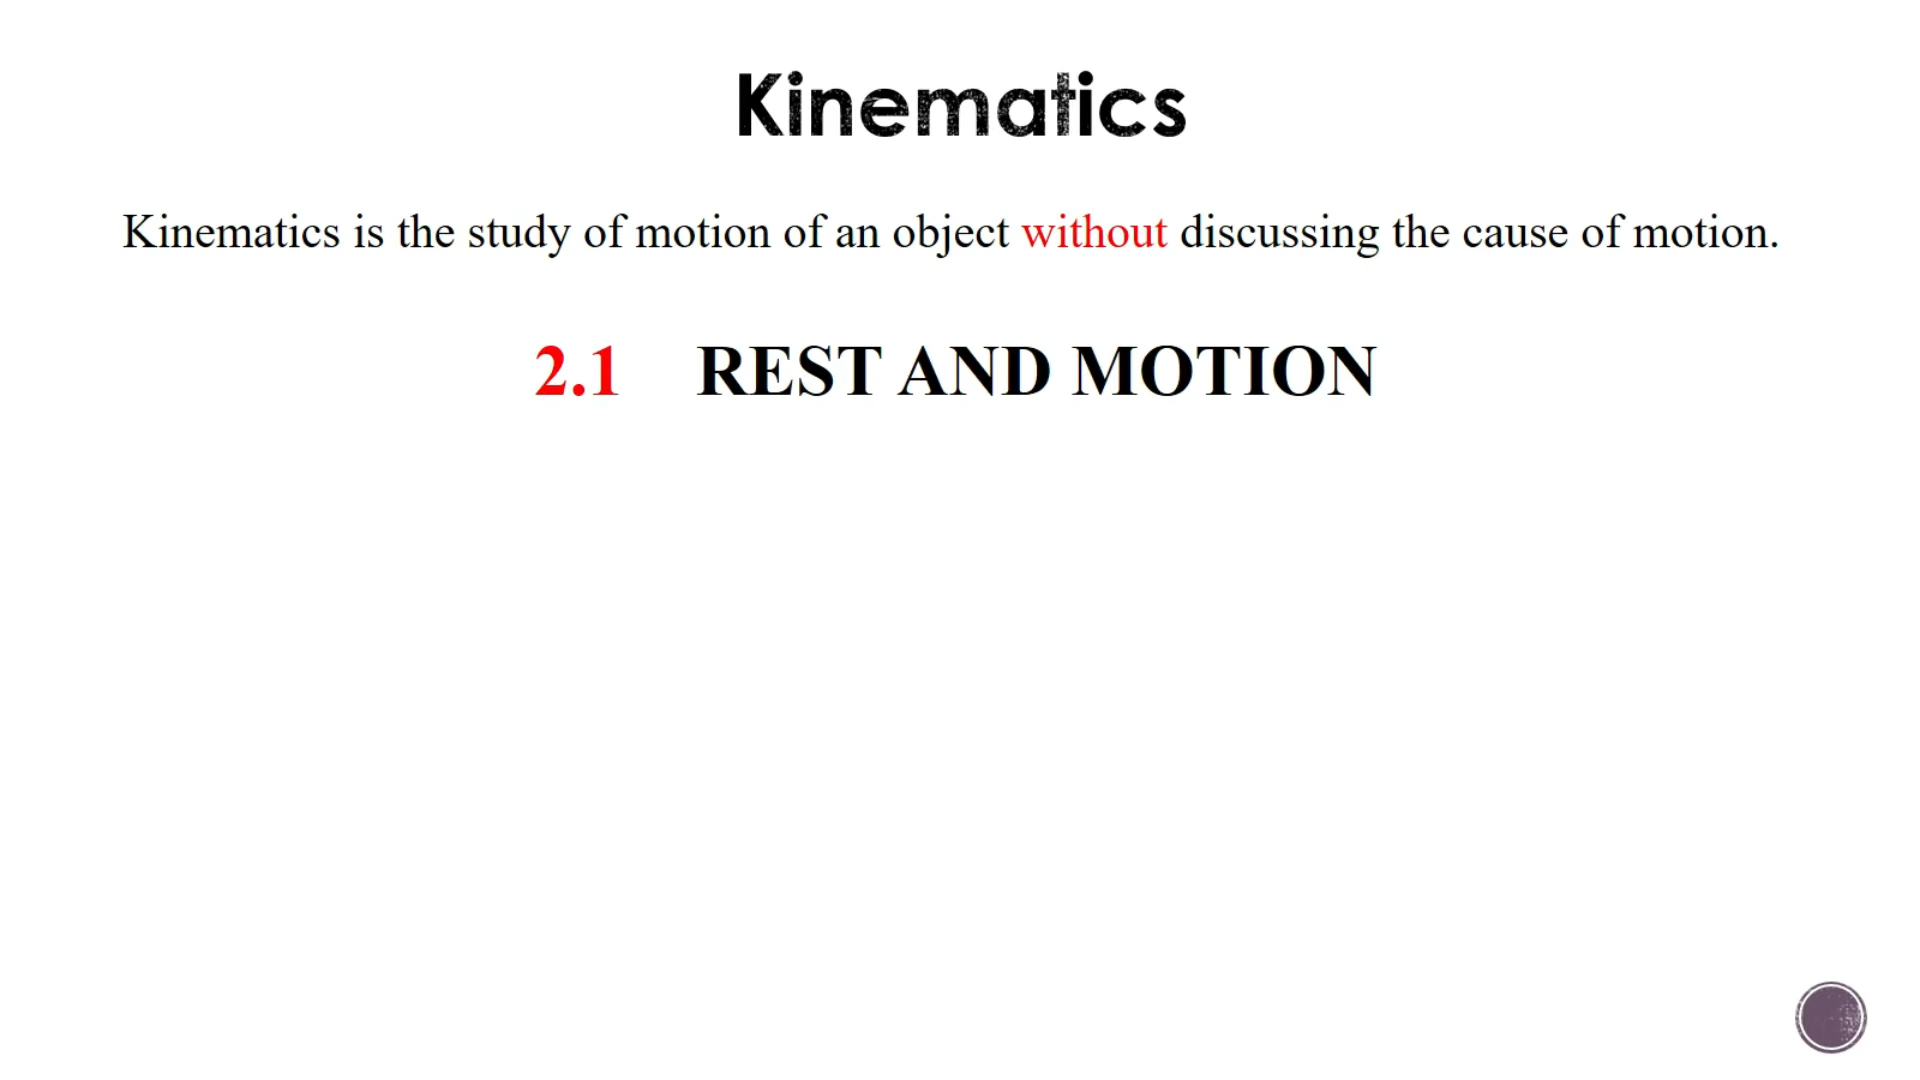 Kinematics
Kinematics is the study of motion of an object without discussing the cause of motion.
2.1 REST AND MOTION